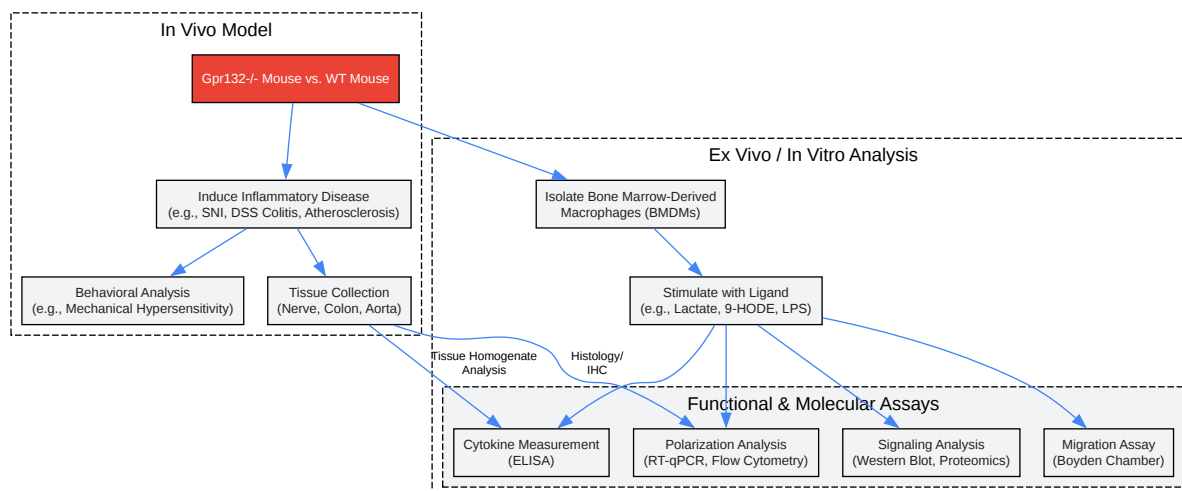 In Vivo Model
Gpr132-/- Mouse vs. WT Mouse
Ex Vivo / In Vitro Analysis
Induce Inflammatory Disease
(e.g., SNI, DSS Colitis, Atherosclerosis)
Isolate Bone Marrow-Derived
Macrophages (BMDMs)
Behavioral Analysis
(e.g., Mechanical Hypersensitivity)
Tissue Collection
(Nerve, Colon, Aorta)
Stimulate with Ligand
(e.g., Lactate, 9-HODE, LPS)
Tissue Homogenate
Analysis
Histology/
IHC
Functional & Molecular Assays
Cytokine Measurement
(ELISA)
Polarization Analysis
(RT-qPCR, Flow Cytometry)
Signaling Analysis
(Western Blot, Proteomics)
Migration Assay
(Boyden Chamber)